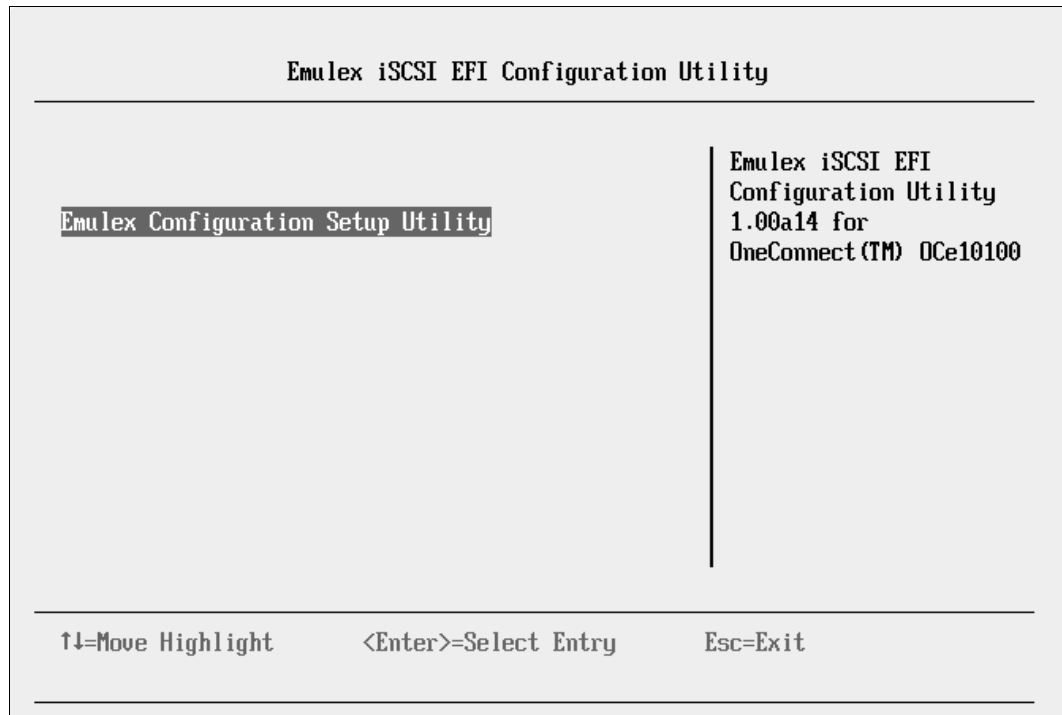 Emulex iSCSI EFI Configuration Utility
Emulex Configuration Setup Utility
Emulex iSCSI EFI
Configuration Utility
1.00a14 for
OneConnect(TM) OCe10100
↑↓=Move Highlight <Enter>=Select Entry Esc=Exit